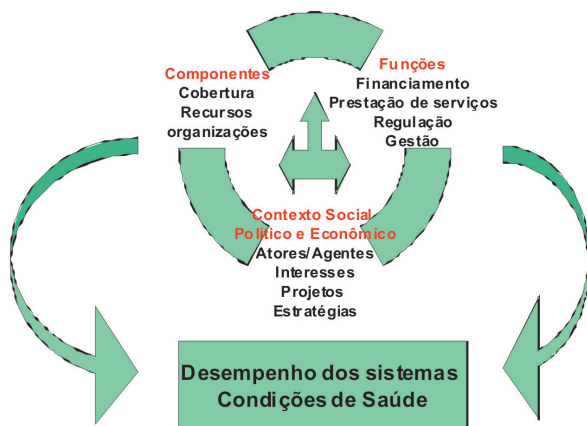 Componentes
Cobertura
Recursos
organizações
Funções
Financiamento
Prestação de serviços
Regulação
Gestão
Contexto Social
Político e Econômico
Atores/Agentes
Interesses
Projetos
Estratégias
Desempenho dos sistemas
Condições de Saúde